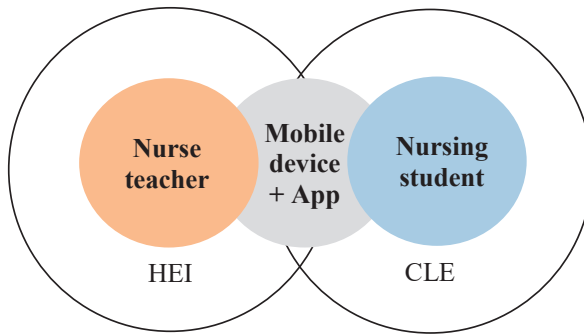 Nurse
teacher
Mobile
device
+ App
Nursing
student
HEI
CLE